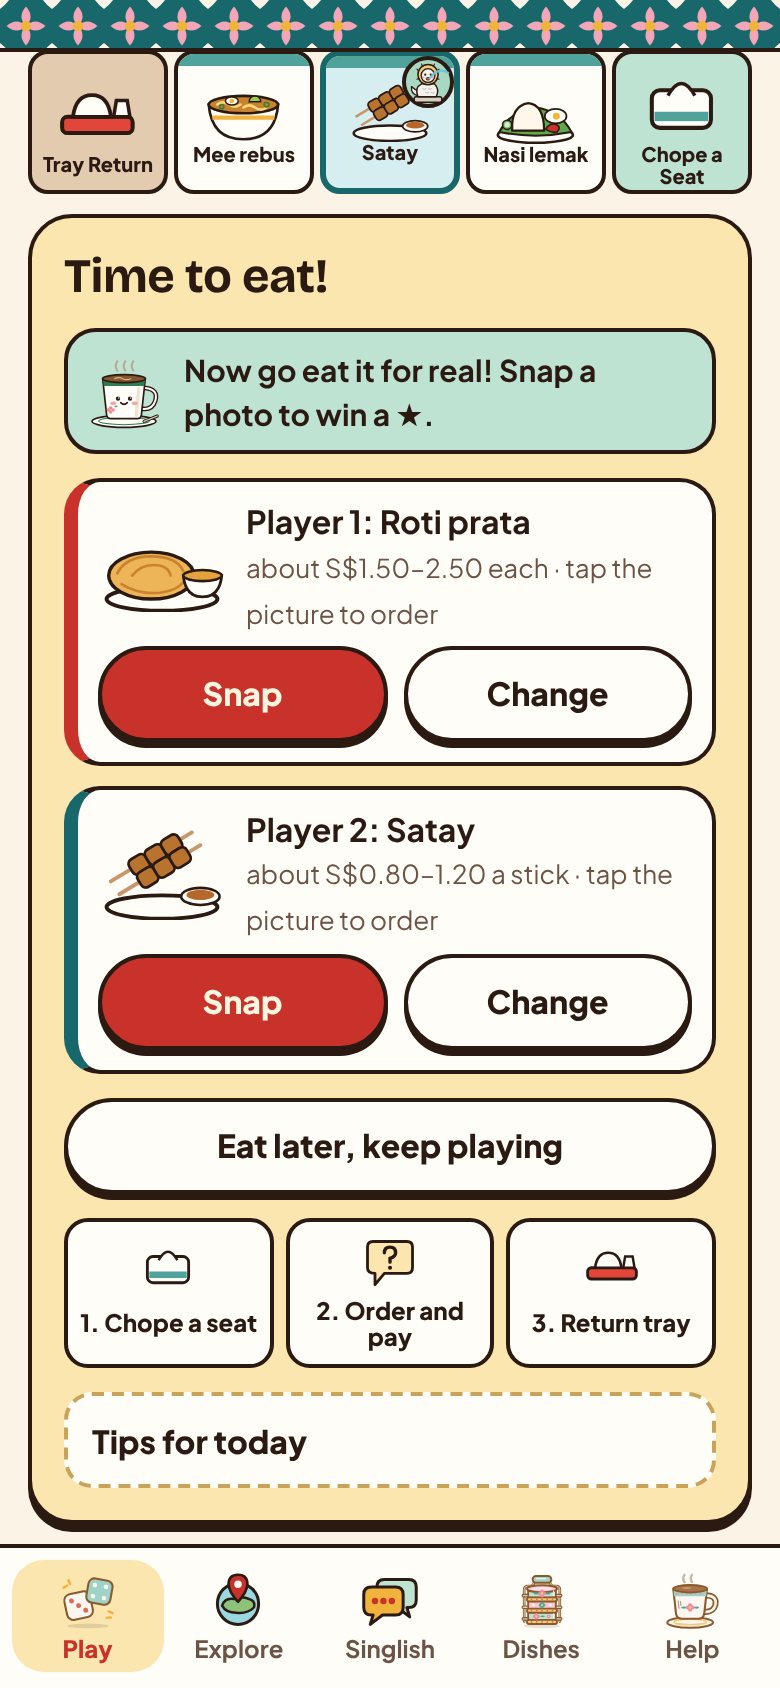 Tray Return
Mee rebus
Satay
Nasi lemak
Chope a
Seat
Time to eat!
Now go eat it for real! Snap a
photo to win a ★.
Player 1: Roti prata
about S$1.50–2.50 each · tap the
picture to order
Snap
Change
Player 2: Satay
about S$0.80–1.20 a stick · tap the
picture to order
Snap
Change
Eat later, keep playing
?
1. Chope a seat
2. Order and
pay
3. Return tray
Tips for today
Play
Explore
Singlish
Dishes
Help